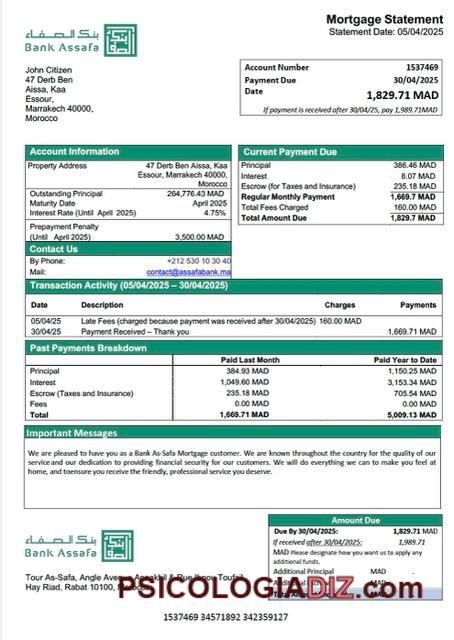 Mortgage Statement
Statement Date: 05/04/2025
بنك الصفاء
Bank Assafa
John Citizen
47 Derb Ben
Aissa, Kaa
Essour,
Marrakech 40000,
Morocco
Account Number 1537469
Payment Due 30/04/2025
Date 1,829.71 MAD
If payment is received after 30/04/2025, pay 1,989.71MAD
Account Information
Property Address 47 Derb Ben Aissa, Kaa
Essour, Marrakech 40000,
Morocco
Outstanding Principal 264,776.43 MAD
Maturity Date April 2025
Interest Rate (Until April 2025) 4.75%
Prepayment Penalty
(Until April 2025) 3,500.00 MAD
Current Payment Due
Principal 386.46 MAD
Interest 8.07 MAD
Escrow (for Taxes and Insurance) 235.18 MAD
Regular Monthly Payment 1,669.7 MAD
Total Fees Charged 160.00 MAD
Total Amount Due 1,829.7 MAD
Contact Us
By Phone: +212 530 10 30 40
Mail: contact@assafabank.ma
Transaction Activity (05/04/2025 – 30/04/2025)
Date Description Charges Payments
05/04/25 Late Fees (charged because payment was received after 30/04/2025) 160.00 MAD
30/04/25 Payment Received – Thank you 1,669.71 MAD
Past Payments Breakdown
Paid Last Month Paid Year to Date
Principal 384.93 MAD 1,150.25 MAD
Interest 1,049.60 MAD 3,153.34 MAD
Escrow (Taxes and Insurance) 235.18 MAD 705.54 MAD
Fees 0.00 MAD 0.00 MAD
Total 1,669.71 MAD 5,009.13 MAD
Important Messages
We are pleased to have you as a Bank As-Safa Mortgage customer. We are known throughout the country for the quality of
our service and our dedication to providing financial security for our customers. We will do everything we can to make you feel at
home, and toensure you receive the friendly, professional service you deserve.
بنك الصفاء
Bank Assafa
Tour As-Safa, Angle Avenue
Hay Riad, Rabat 10100,
Amount Due
Due By 30/04/2025: 1,829.71 MAD
If received after 30/04/2025: 1,989.71
MAD Please designate how you want us to apply any
additional funds.
Additional Principal MAD
PSICOLOGIADIZ.com
1537469 34571892 342359127